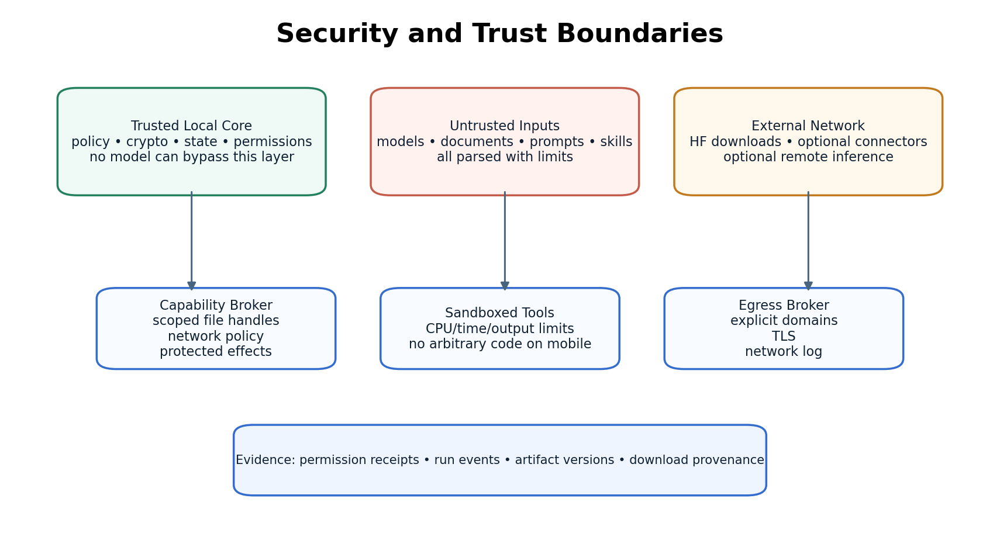 Security and Trust Boundaries
Trusted Local Core
policy • crypto • state • permissions
no model can bypass this layer
Untrusted Inputs
models • documents • prompts • skills
all parsed with limits
External Network
HF downloads • optional connectors
optional remote inference
Capability Broker
scoped file handles
network policy
protected effects
Sandboxed Tools
CPU/time/output limits
no arbitrary code on mobile
Egress Broker
explicit domains
TLS
network log
Evidence: permission receipts • run events • artifact versions • download provenance